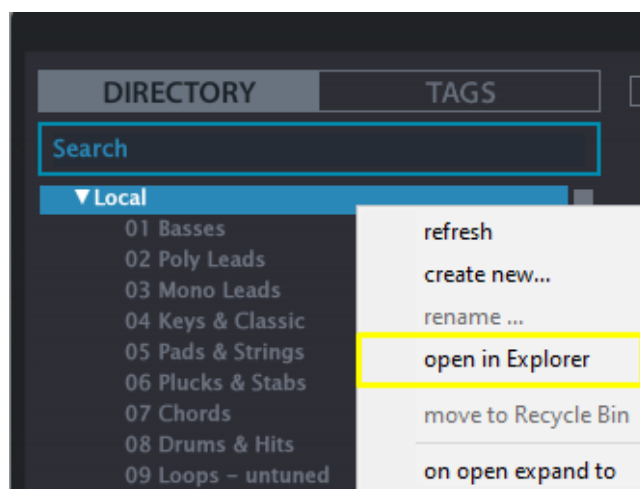 DIRECTORY
TAGS
Search
▼Local
01 Basses
02 Poly Leads
03 Mono Leads
04 Keys & Classic
05 Pads & Strings
06 Plucks & Stabs
07 Chords
08 Drums & Hits
09 Loops – untuned
refresh
create new...
rename ...
open in Explorer
move to Recycle Bin
on open expand to